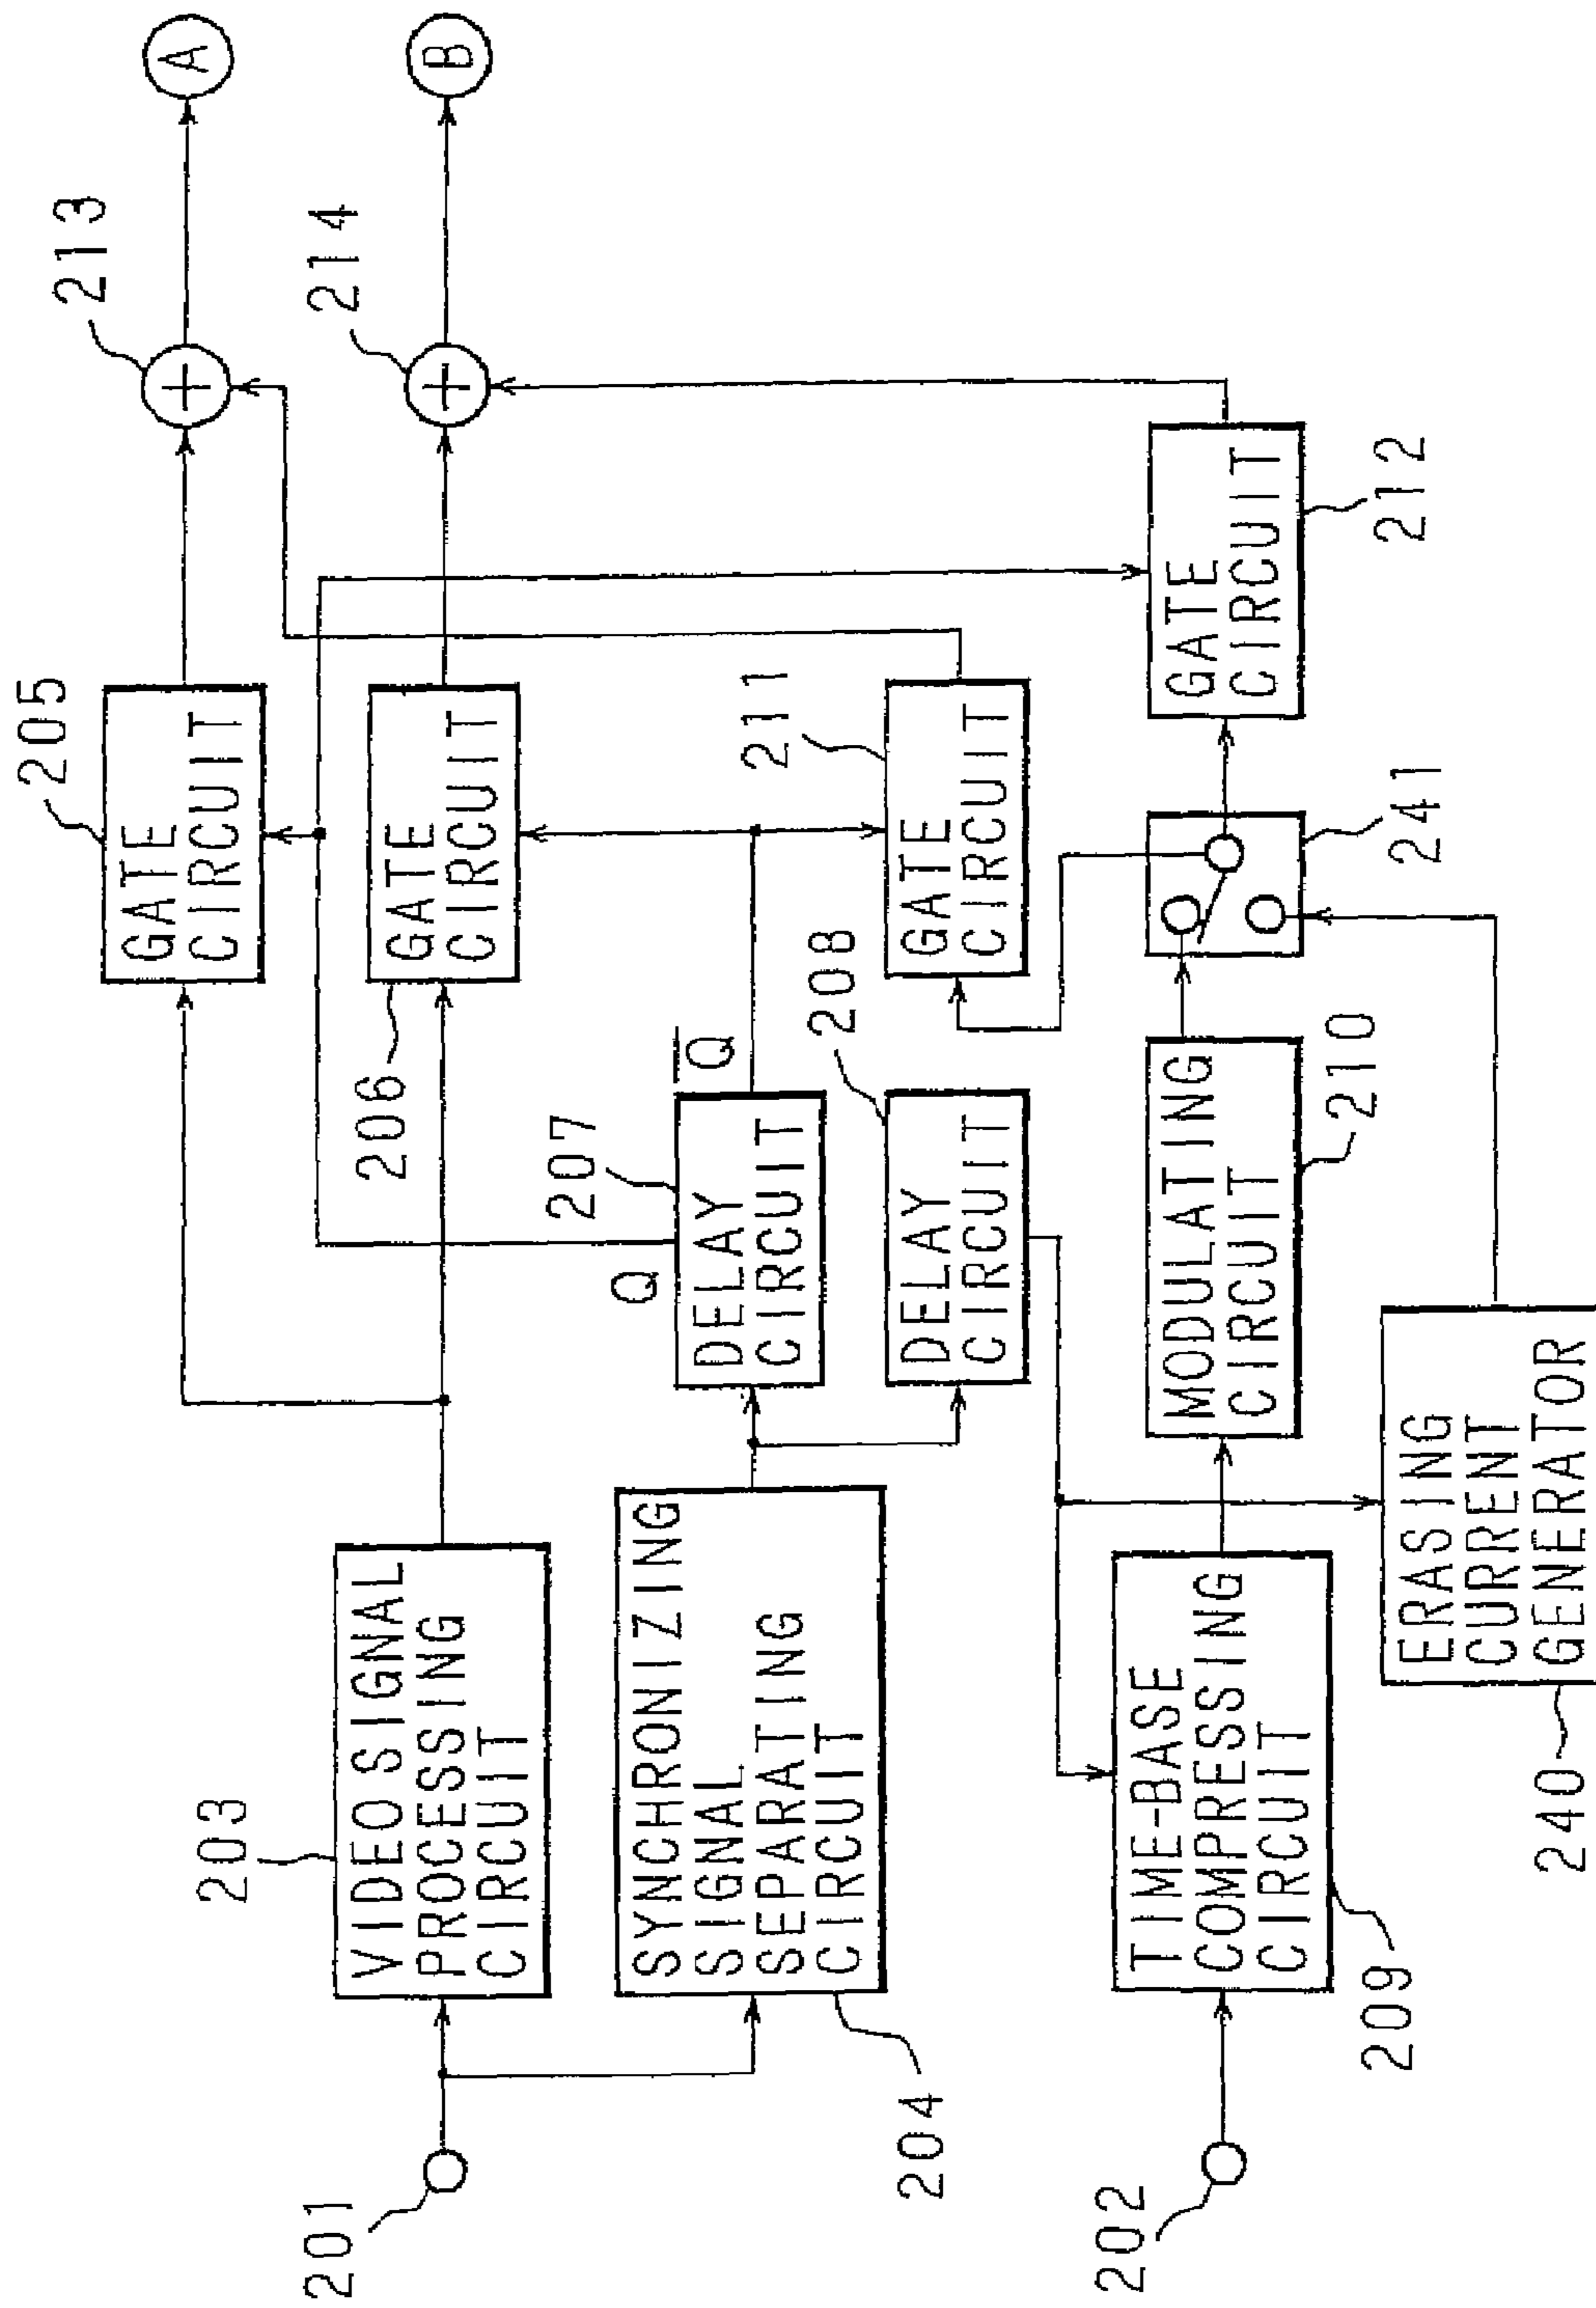 201
202
203
VIDEO SIGNAL
PROCESSING
CIRCUIT
SYNCHRONIZING
SIGNAL
SEPARATING
CIRCUIT
204
TIME-BASE
COMPRESSING
CIRCUIT
209
ERASING
CURRENT
GENERATOR
240
Q
Q̅
207
DELAY
CIRCUIT
208
DELAY
CIRCUIT
MODULATING
CIRCUIT
210
205
GATE
CIRCUIT
206
GATE
CIRCUIT
211
GATE
CIRCUIT
241
GATE
CIRCUIT
212
213
+
214
+
A
B